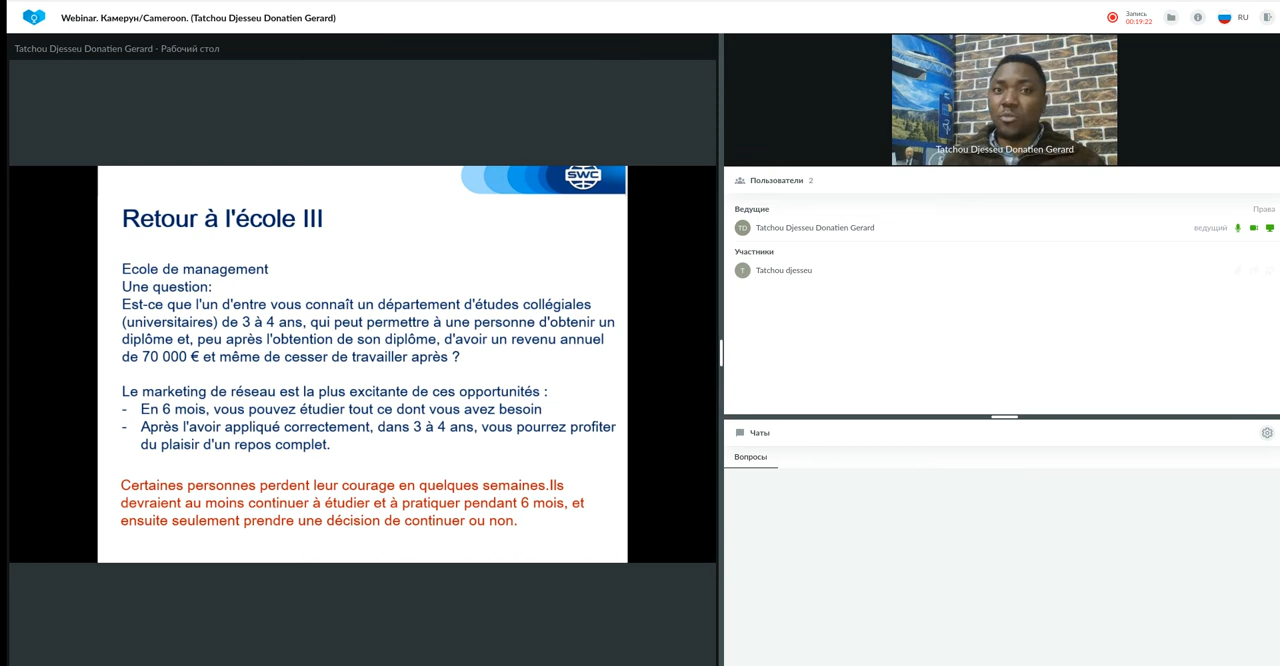 Webinar. Камерун/Cameroon. (Tatchou Djesseu Donatien Gerard)
Запись
00:19:22
RU
Tatchou Djesseu Donatien Gerard - Рабочий стол
SWC
Retour à l'école III
Ecole de management
Une question:
Est-ce que l'un d'entre vous connaît un département d'études collégiales
(universitaires) de 3 à 4 ans, qui peut permettre à une personne d'obtenir un
diplôme et, peu après l'obtention de son diplôme, d'avoir un revenu annuel
de 70 000 € et même de cesser de travailler après ?
Le marketing de réseau est la plus excitante de ces opportunités :
- En 6 mois, vous pouvez étudier tout ce dont vous avez besoin
- Après l'avoir appliqué correctement, dans 3 à 4 ans, vous pourrez profiter
du plaisir d'un repos complet.
Certaines personnes perdent leur courage en quelques semaines.Ils
devraient au moins continuer à étudier et à pratiquer pendant 6 mois, et
ensuite seulement prendre une décision de continuer ou non.
Tatchou Djesseu Donatien Gerard
Пользователи 2
Ведущие Права
TD Tatchou Djesseu Donatien Gerard ведущий
Участники
T Tatchou djesseu
Чаты
Вопросы